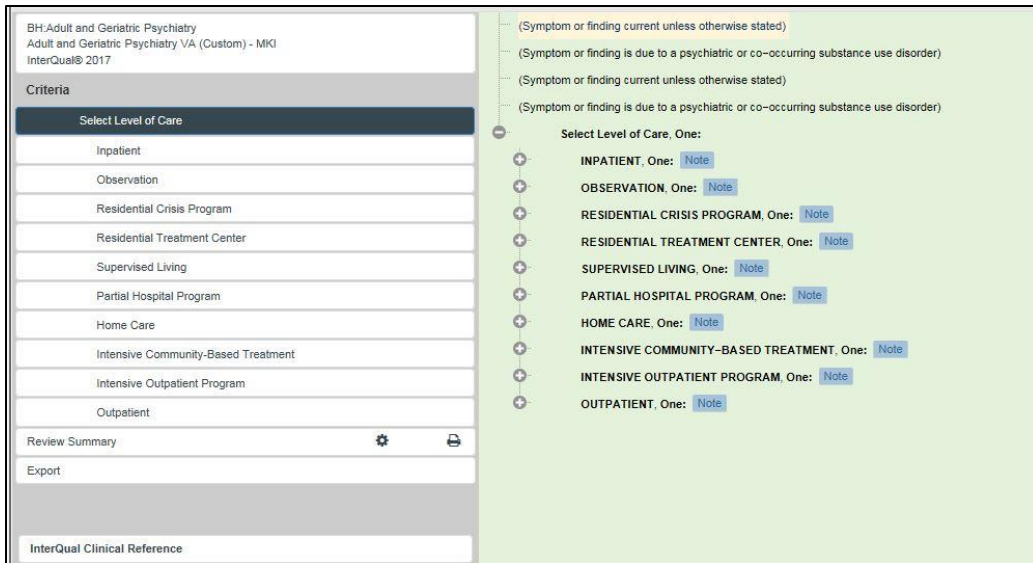 BH:Adult and Geriatric Psychiatry
Adult and Geriatric Psychiatry VA (Custom) - MKI
InterQual® 2017
Criteria
Select Level of Care
Inpatient
Observation
Residential Crisis Program
Residential Treatment Center
Supervised Living
Partial Hospital Program
Home Care
Intensive Community-Based Treatment
Intensive Outpatient Program
Outpatient
Review Summary
Export
InterQual Clinical Reference
(Symptom or finding current unless otherwise stated)
(Symptom or finding is due to a psychiatric or co-occurring substance use disorder)
(Symptom or finding current unless otherwise stated)
(Symptom or finding is due to a psychiatric or co-occurring substance use disorder)
Select Level of Care, One:
INPATIENT, One: Note
OBSERVATION, One: Note
RESIDENTIAL CRISIS PROGRAM, One: Note
RESIDENTIAL TREATMENT CENTER, One: Note
SUPERVISED LIVING, One: Note
PARTIAL HOSPITAL PROGRAM, One: Note
HOME CARE, One: Note
INTENSIVE COMMUNITY-BASED TREATMENT, One: Note
INTENSIVE OUTPATIENT PROGRAM, One: Note
OUTPATIENT, One: Note